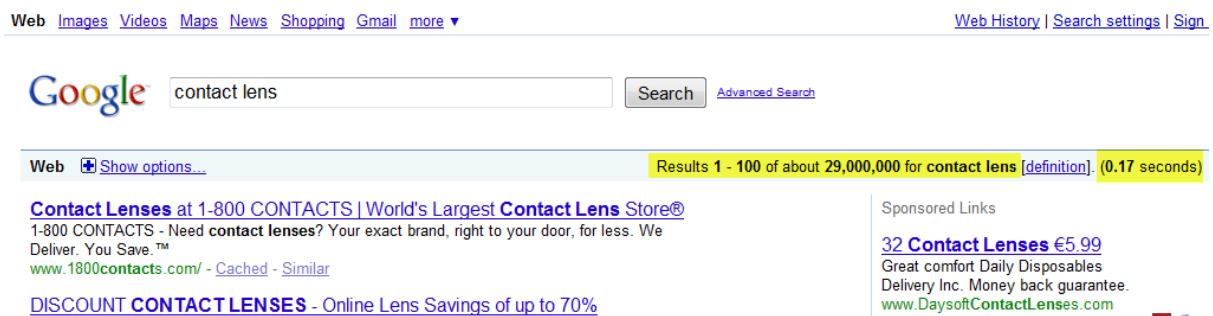 Web Images Videos Maps News Shopping Gmail more ▼ Web History | Search settings | Sign
Google contact lens Search Advanced Search
Web Show options... Results 1 - 100 of about 29,000,000 for contact lens [definition]. (0.17 seconds)
Contact Lenses at 1-800 CONTACTS | World's Largest Contact Lens Store®
1-800 CONTACTS - Need contact lenses? Your exact brand, right to your door, for less. We
Deliver. You Save.™
www.1800contacts.com/ - Cached - Similar
DISCOUNT CONTACT LENSES - Online Lens Savings of up to 70%
Sponsored Links
32 Contact Lenses €5.99
Great comfort Daily Disposables
Delivery Inc. Money back guarantee.
www.DaysoftContactLenses.com